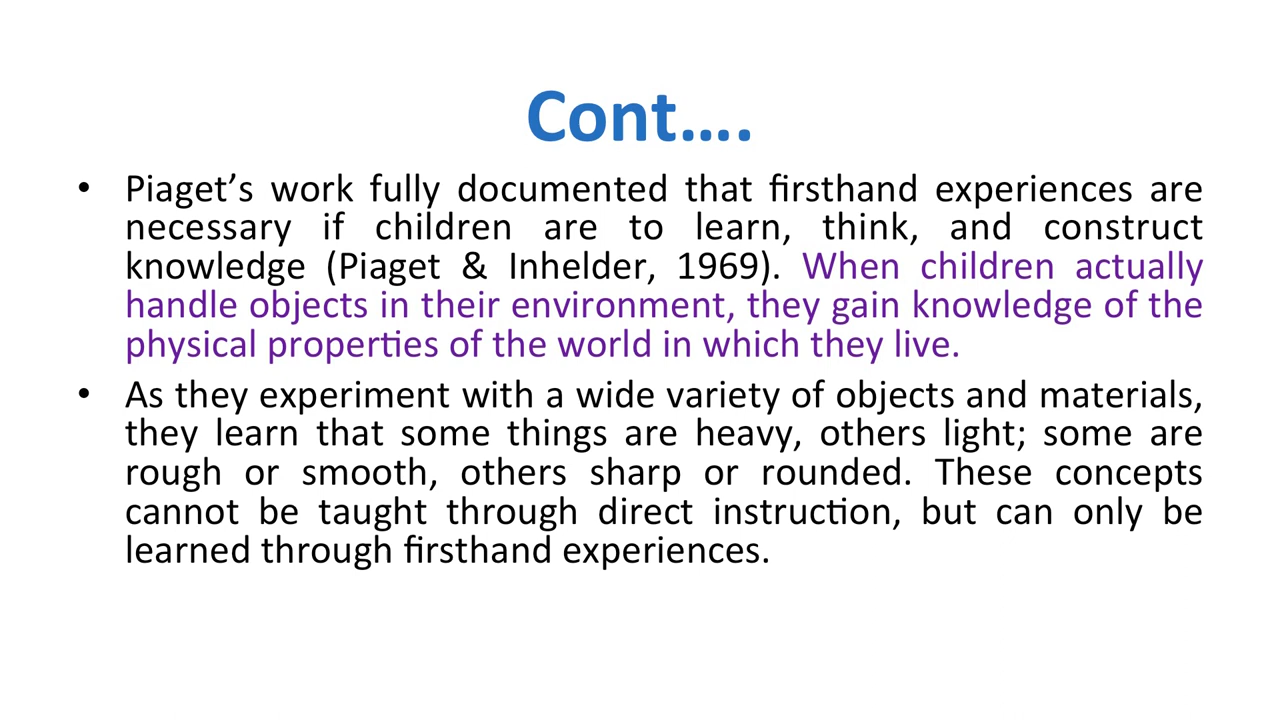 Cont….
• Piaget’s work fully documented that firsthand experiences are
necessary if children are to learn, think, and construct
knowledge (Piaget & Inhelder, 1969). When children actually
handle objects in their environment, they gain knowledge of the
physical properties of the world in which they live.
• As they experiment with a wide variety of objects and materials,
they learn that some things are heavy, others light; some are
rough or smooth, others sharp or rounded. These concepts
cannot be taught through direct instruction, but can only be
learned through firsthand experiences.